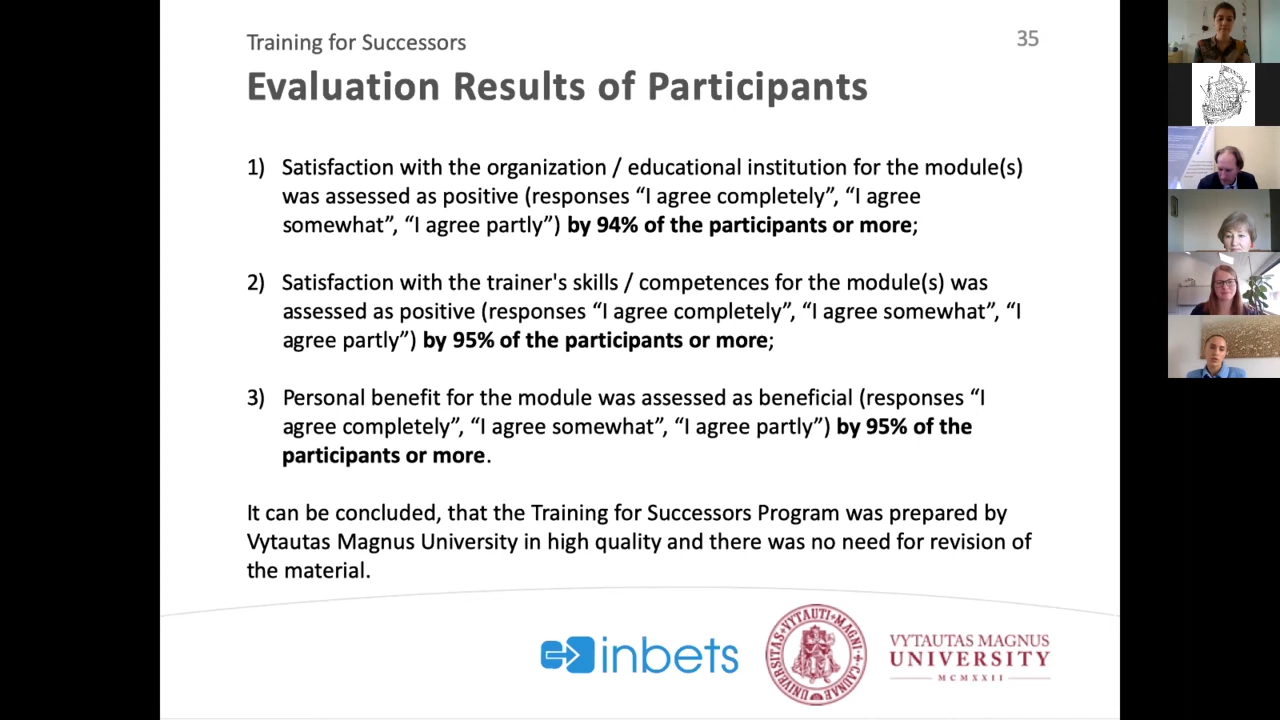 Training for Successors
35
Evaluation Results of Participants
1) Satisfaction with the organization / educational institution for the module(s)
was assessed as positive (responses “I agree completely”, “I agree
somewhat”, “I agree partly”) by 94% of the participants or more;
2) Satisfaction with the trainer's skills / competences for the module(s) was
assessed as positive (responses “I agree completely”, “I agree somewhat”, “I
agree partly”) by 95% of the participants or more;
3) Personal benefit for the module was assessed as beneficial (responses “I
agree completely”, “I agree somewhat”, “I agree partly”) by 95% of the
participants or more.
It can be concluded, that the Training for Successors Program was prepared by
Vytautas Magnus University in high quality and there was no need for revision of
the material.
inbets
UNIVERSITAS VYTAUTI MAGNI CAUNAE
VYTAUTAS MAGNUS
UNIVERSITY
MCMXXII